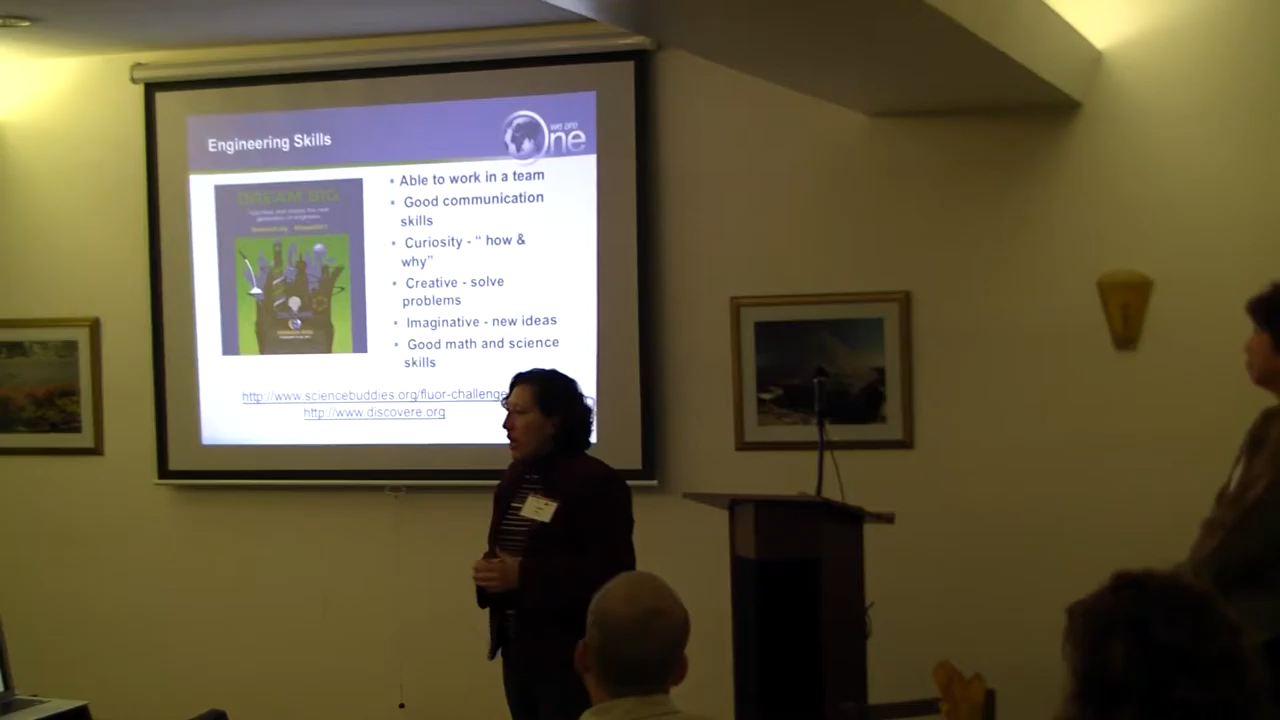 Engineering Skills
we are
One
▪ Able to work in a team
▪ Good communication
skills
▪ Curiosity - “ how &
why”
▪ Creative - solve
problems
▪ Imaginative - new ideas
▪ Good math and science
skills
DREAM BIG
http://www.sciencebuddies.org/fluor-challenge
http://www.discovere.org